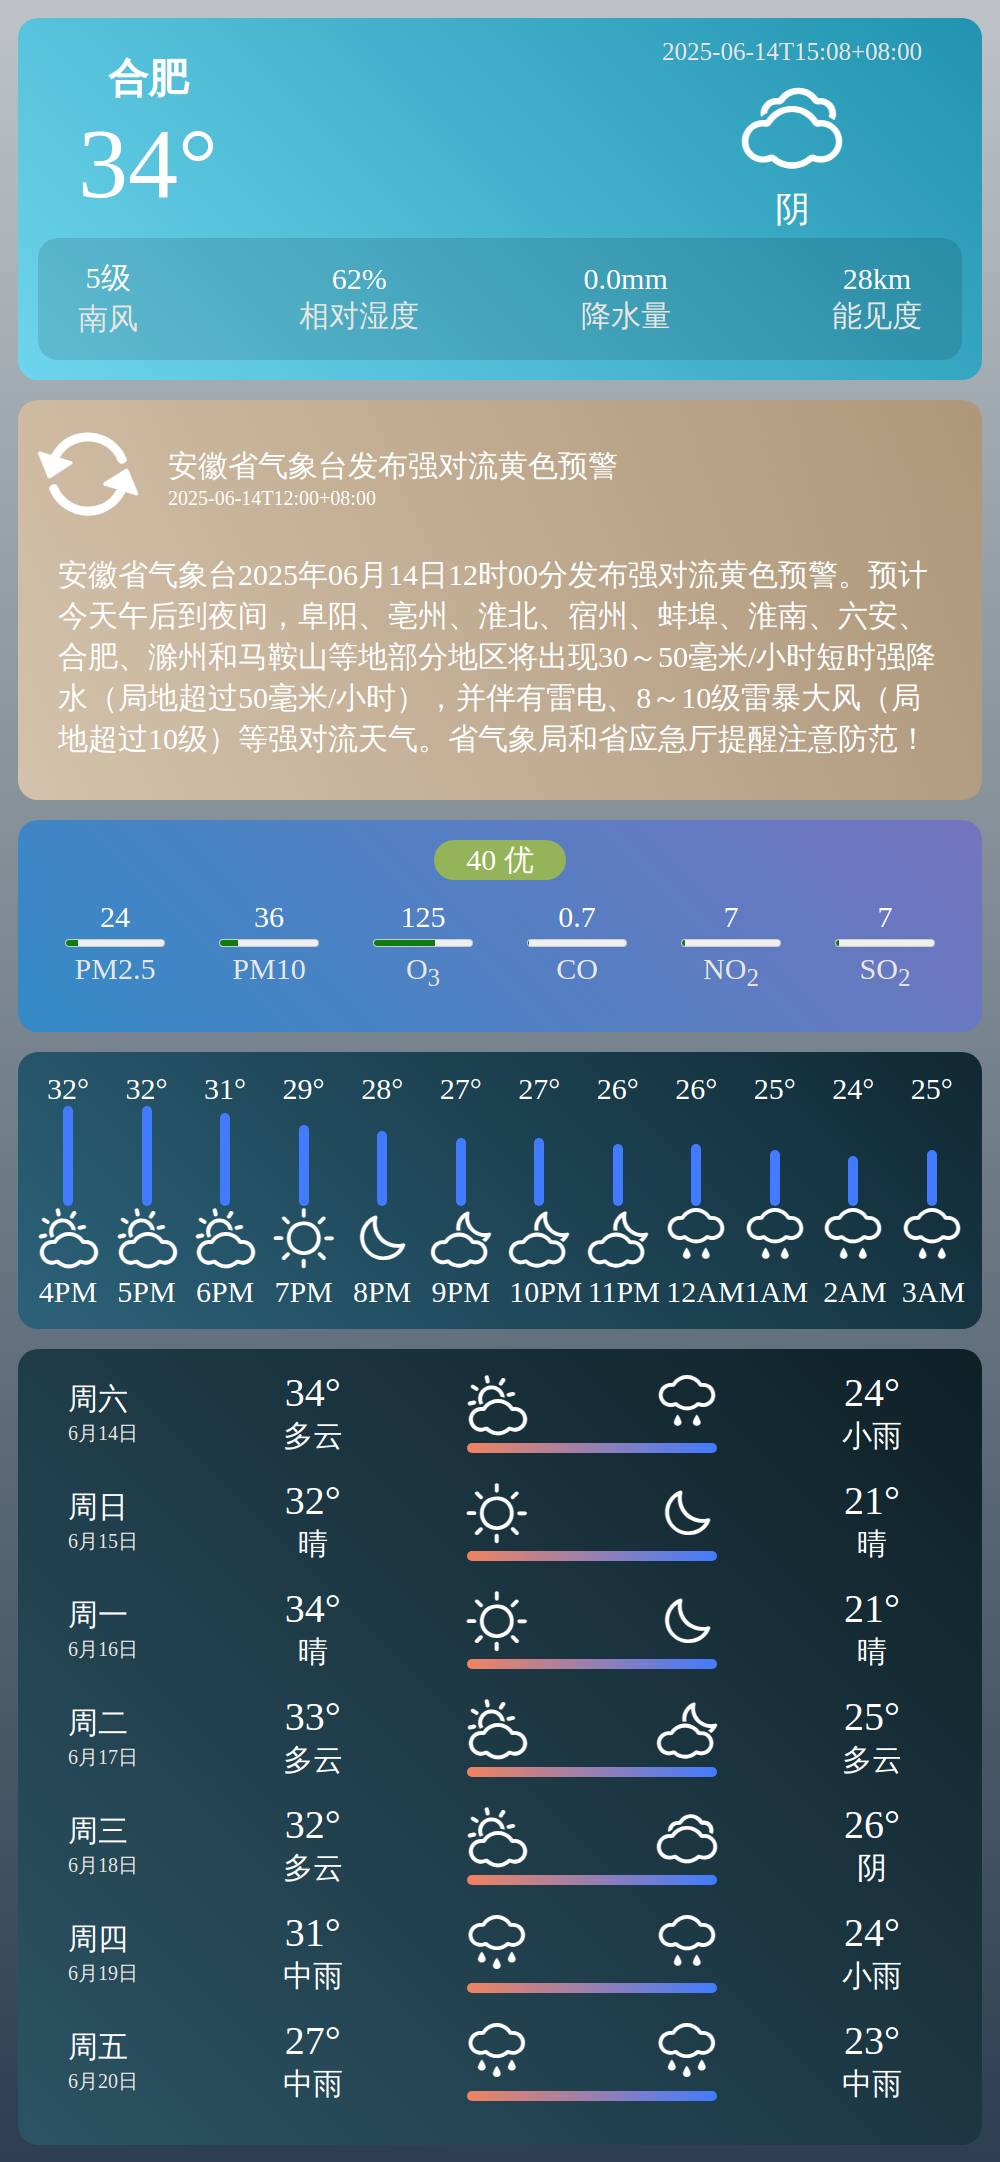 合肥
34°
2025-06-14T15:08+08:00
阴
5级
南风
62%
相对湿度
0.0mm
降水量
28km
能见度
安徽省气象台发布强对流黄色预警
2025-06-14T12:00+08:00
安徽省气象台2025年06月14日12时00分发布强对流黄色预警。预计
今天午后到夜间，阜阳、亳州、淮北、宿州、蚌埠、淮南、六安、
合肥、滁州和马鞍山等地部分地区将出现30～50毫米/小时短时强降
水（局地超过50毫米/小时），并伴有雷电、8～10级雷暴大风（局
地超过10级）等强对流天气。省气象局和省应急厅提醒注意防范！
40 优
24 36 125 0.7 7 7
PM2.5 PM10 O3 CO NO2 SO2
32° 32° 31° 29° 28° 27° 27° 26° 26° 25° 24° 25°
4PM 5PM 6PM 7PM 8PM 9PM 10PM 11PM 12AM 1AM 2AM 3AM
周六
6月14日
34°
多云
24°
小雨
周日
6月15日
32°
晴
21°
晴
周一
6月16日
34°
晴
21°
晴
周二
6月17日
33°
多云
25°
多云
周三
6月18日
32°
多云
26°
阴
周四
6月19日
31°
中雨
24°
小雨
周五
6月20日
27°
中雨
23°
中雨